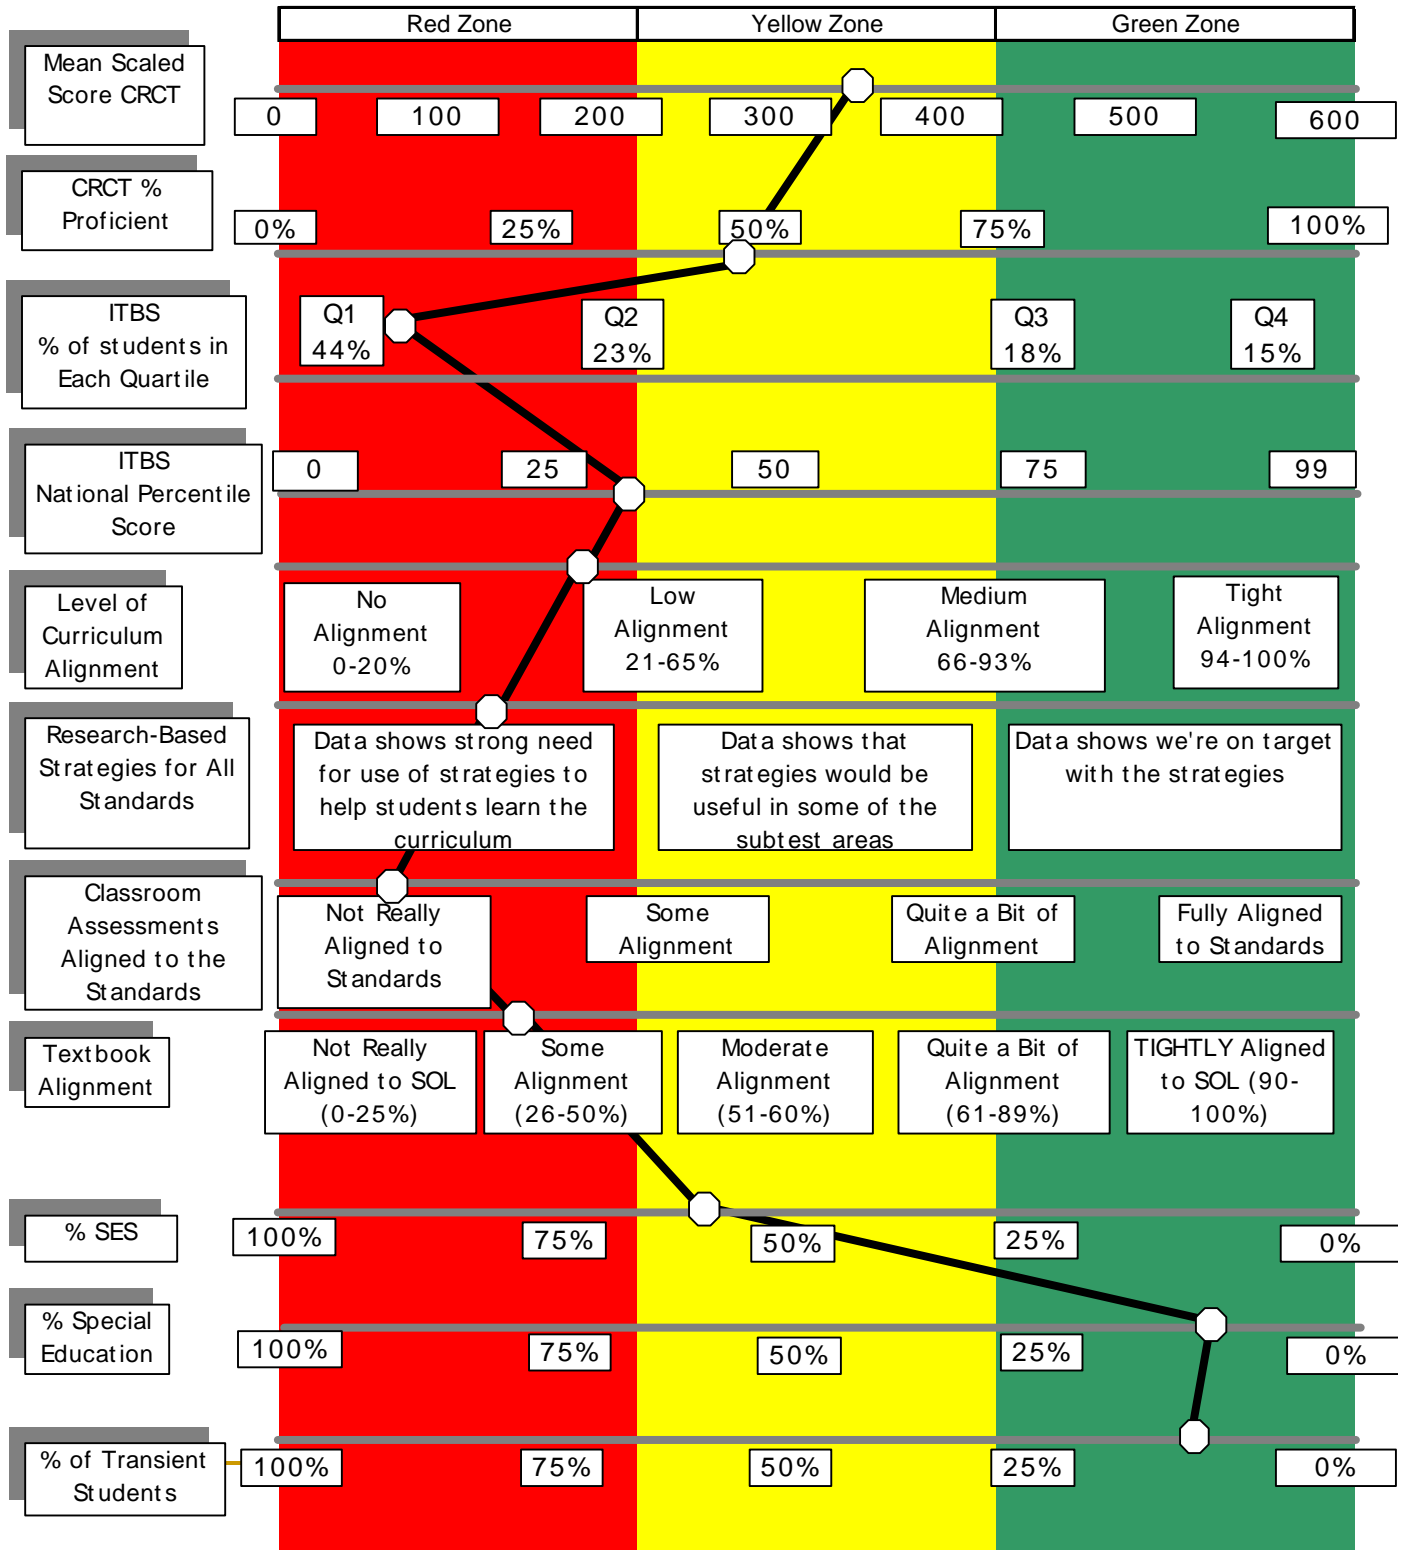 Red Zone
Yellow Zone
Green Zone
Mean Scaled
Score CRCT
0
100
200
300
400
500
600
CRCT %
Proficient
0%
25%
50%
75%
100%
ITBS
% of students in
Each Quartile
Q1
44%
Q2
23%
Q3
18%
Q4
15%
ITBS
National Percentile
Score
0
25
50
75
99
Level of
Curriculum
Alignment
No
Alignment
0-20%
Low
Alignment
21-65%
Medium
Alignment
66-93%
Tight
Alignment
94-100%
Research-Based
Strategies for All
Standards
Data shows strong need
for use of strategies to
help students learn the
curriculum
Data shows that
strategies would be
useful in some of the
subtest areas
Data shows we're on target
with the strategies
Classroom
Assessments
Aligned to the
Standards
Not Really
Aligned to
Standards
Some
Alignment
Quite a Bit of
Alignment
Fully Aligned
to Standards
Textbook
Alignment
Not Really
Aligned to SOL
(0-25%)
Some
Alignment
(26-50%)
Moderate
Alignment
(51-60%)
Quite a Bit of
Alignment
(61-89%)
TIGHTLY Aligned
to SOL (90-
100%)
% SES
100%
75%
50%
25%
0%
% Special
Education
100%
75%
50%
25%
0%
% of Transient
Students
100%
75%
50%
25%
0%